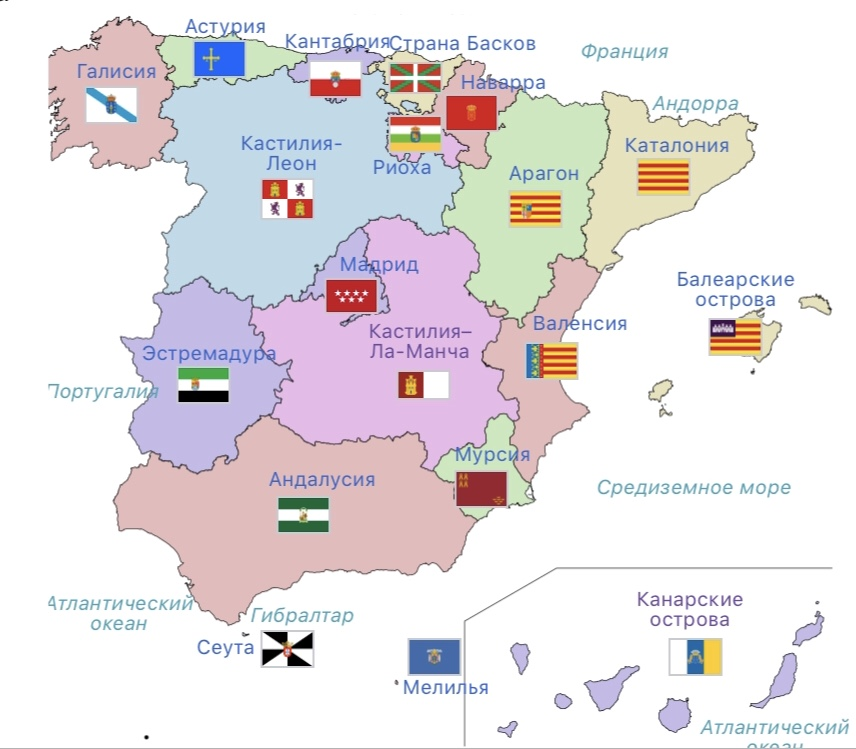 Астурия
Кантабрия
Страна Басков
Франция
Галисия
Наварра
Андорра
Кастилия-
Леон
Риоха
Арагон
Каталония
Мадрид
Балеарские
острова
Кастилия–
Ла-Манча
Валенсия
Эстремадура
Португалия
Мурсия
Андалусия
Средиземное море
Атлантический
океан
Гибралтар
Сеута
Мелилья
Канарские
острова
Атлантический
океан